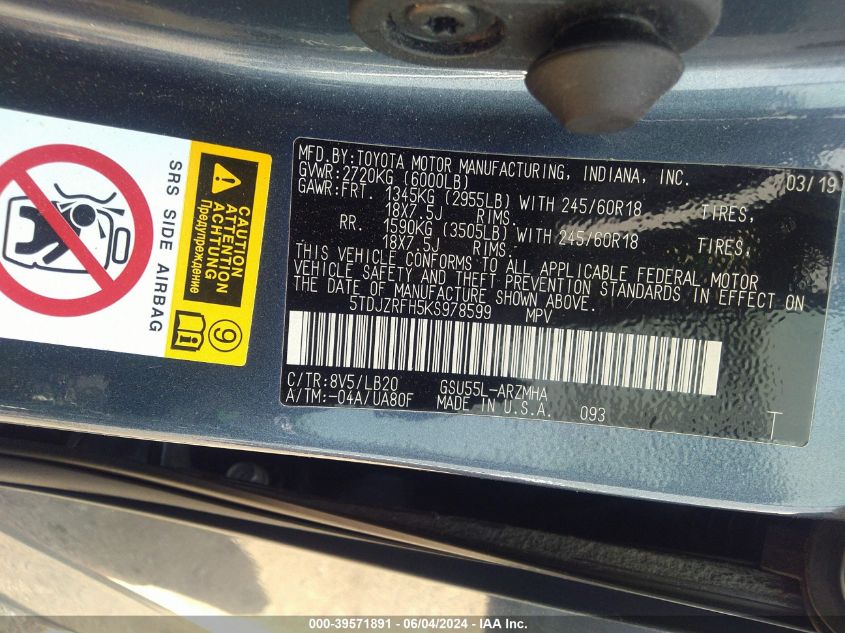 SRS SIDE AIRBAG
CAUTION
ATTENTION
ACHTUNG
Предупреждение
9
MFD.BY:TOYOTA MOTOR MANUFACTURING, INDIANA, INC. 03/19
GVWR:2720KG (6000LB)
GAWR:FRT. 1345KG (2955LB) WITH 245/60R18 TIRES,
18X7.5J RIMS.
RR. 1590KG (3505LB) WITH 245/60R18 TIRES,
18X7.5J RIMS.
THIS VEHICLE CONFORMS TO ALL APPLICABLE FEDERAL MOTOR
VEHICLE SAFETY AND THEFT PREVENTION STANDARDS IN EFFECT ON
THE DATE OF MANUFACTURE SHOWN ABOVE.
5TDJZRFH5KS978599 MPV
C/TR:8V5/LB20 GSU55L-ARZMHA
A/TM:-04A/UA80F MADE IN U.S.A. 093 T
000-39571891 - 06/04/2024 - IAA Inc.